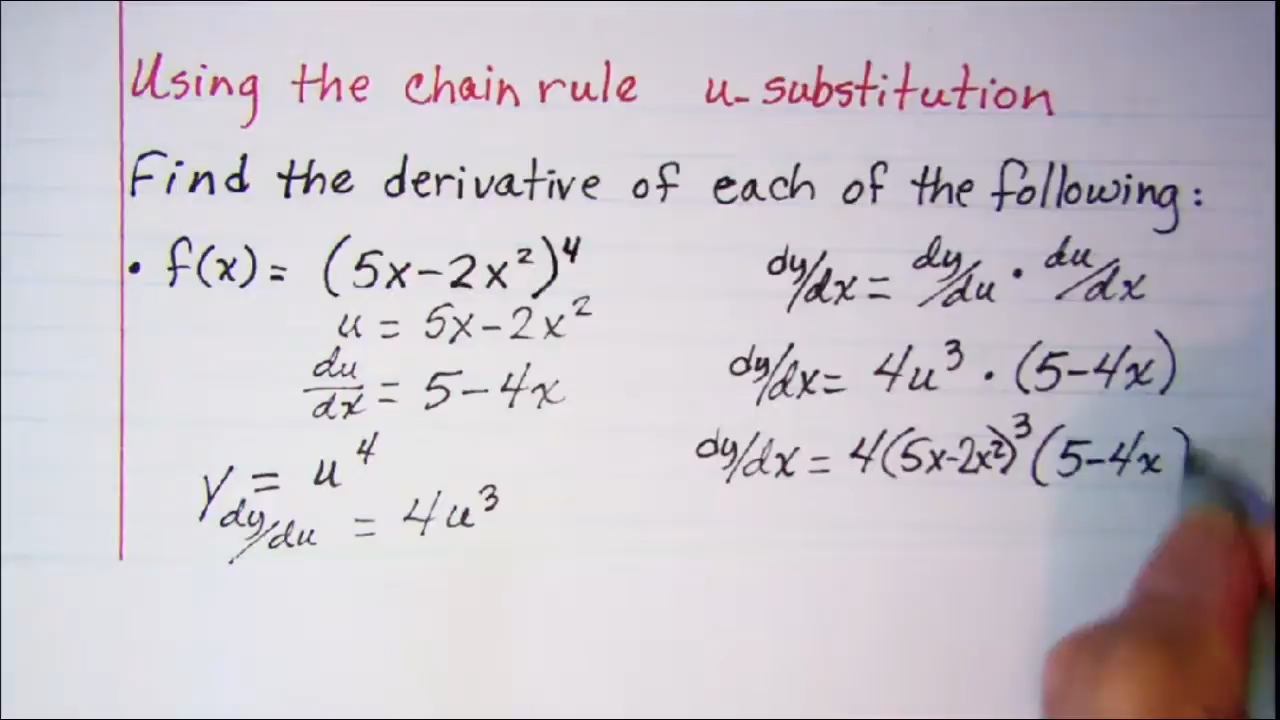 Using the chain rule u-substitution
Find the derivative of each of the following:
• f(x) = (5x-2x²)⁴
u = 5x-2x²
du/dx = 5-4x
y = u⁴
dy/du = 4u³
dy/dx = dy/du · du/dx
dy/dx = 4u³ · (5-4x)
dy/dx = 4(5x-2x²)³(5-4x)